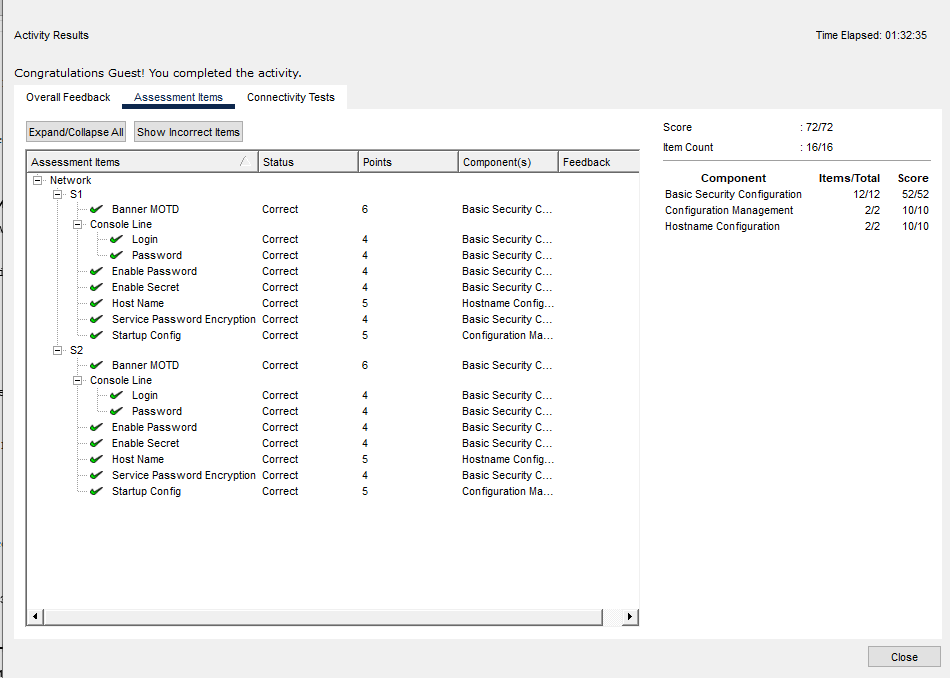 Activity Results
Time Elapsed: 01:32:35
Congratulations Guest! You completed the activity.
Overall Feedback Assessment Items Connectivity Tests
Expand/Collapse All Show Incorrect Items
Assessment Items Status Points Component(s) Feedback
Network
S1
Banner MOTD Correct 6 Basic Security C...
Console Line
Login Correct 4 Basic Security C...
Password Correct 4 Basic Security C...
Enable Password Correct 4 Basic Security C...
Enable Secret Correct 4 Basic Security C...
Host Name Correct 5 Hostname Config...
Service Password Encryption Correct 4 Basic Security C...
Startup Config Correct 5 Configuration Ma...
S2
Banner MOTD Correct 6 Basic Security C...
Console Line
Login Correct 4 Basic Security C...
Password Correct 4 Basic Security C...
Enable Password Correct 4 Basic Security C...
Enable Secret Correct 4 Basic Security C...
Host Name Correct 5 Hostname Config...
Service Password Encryption Correct 4 Basic Security C...
Startup Config Correct 5 Configuration Ma...
Score : 72/72
Item Count : 16/16
Component Items/Total Score
Basic Security Configuration 12/12 52/52
Configuration Management 2/2 10/10
Hostname Configuration 2/2 10/10
Close